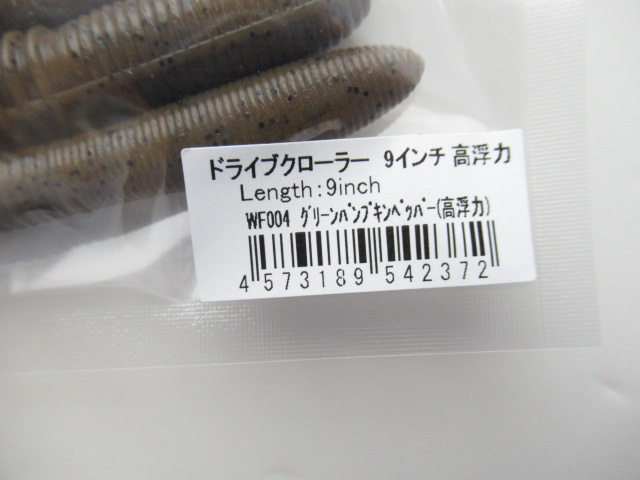 ドライブクローラー 9インチ 高浮力
Length:9inch
WF004 ｸﾞﾘｰﾝﾊﾟﾝﾌﾟｷﾝﾍﾟｯﾊﾟｰ(高浮力)
4 573189 542372